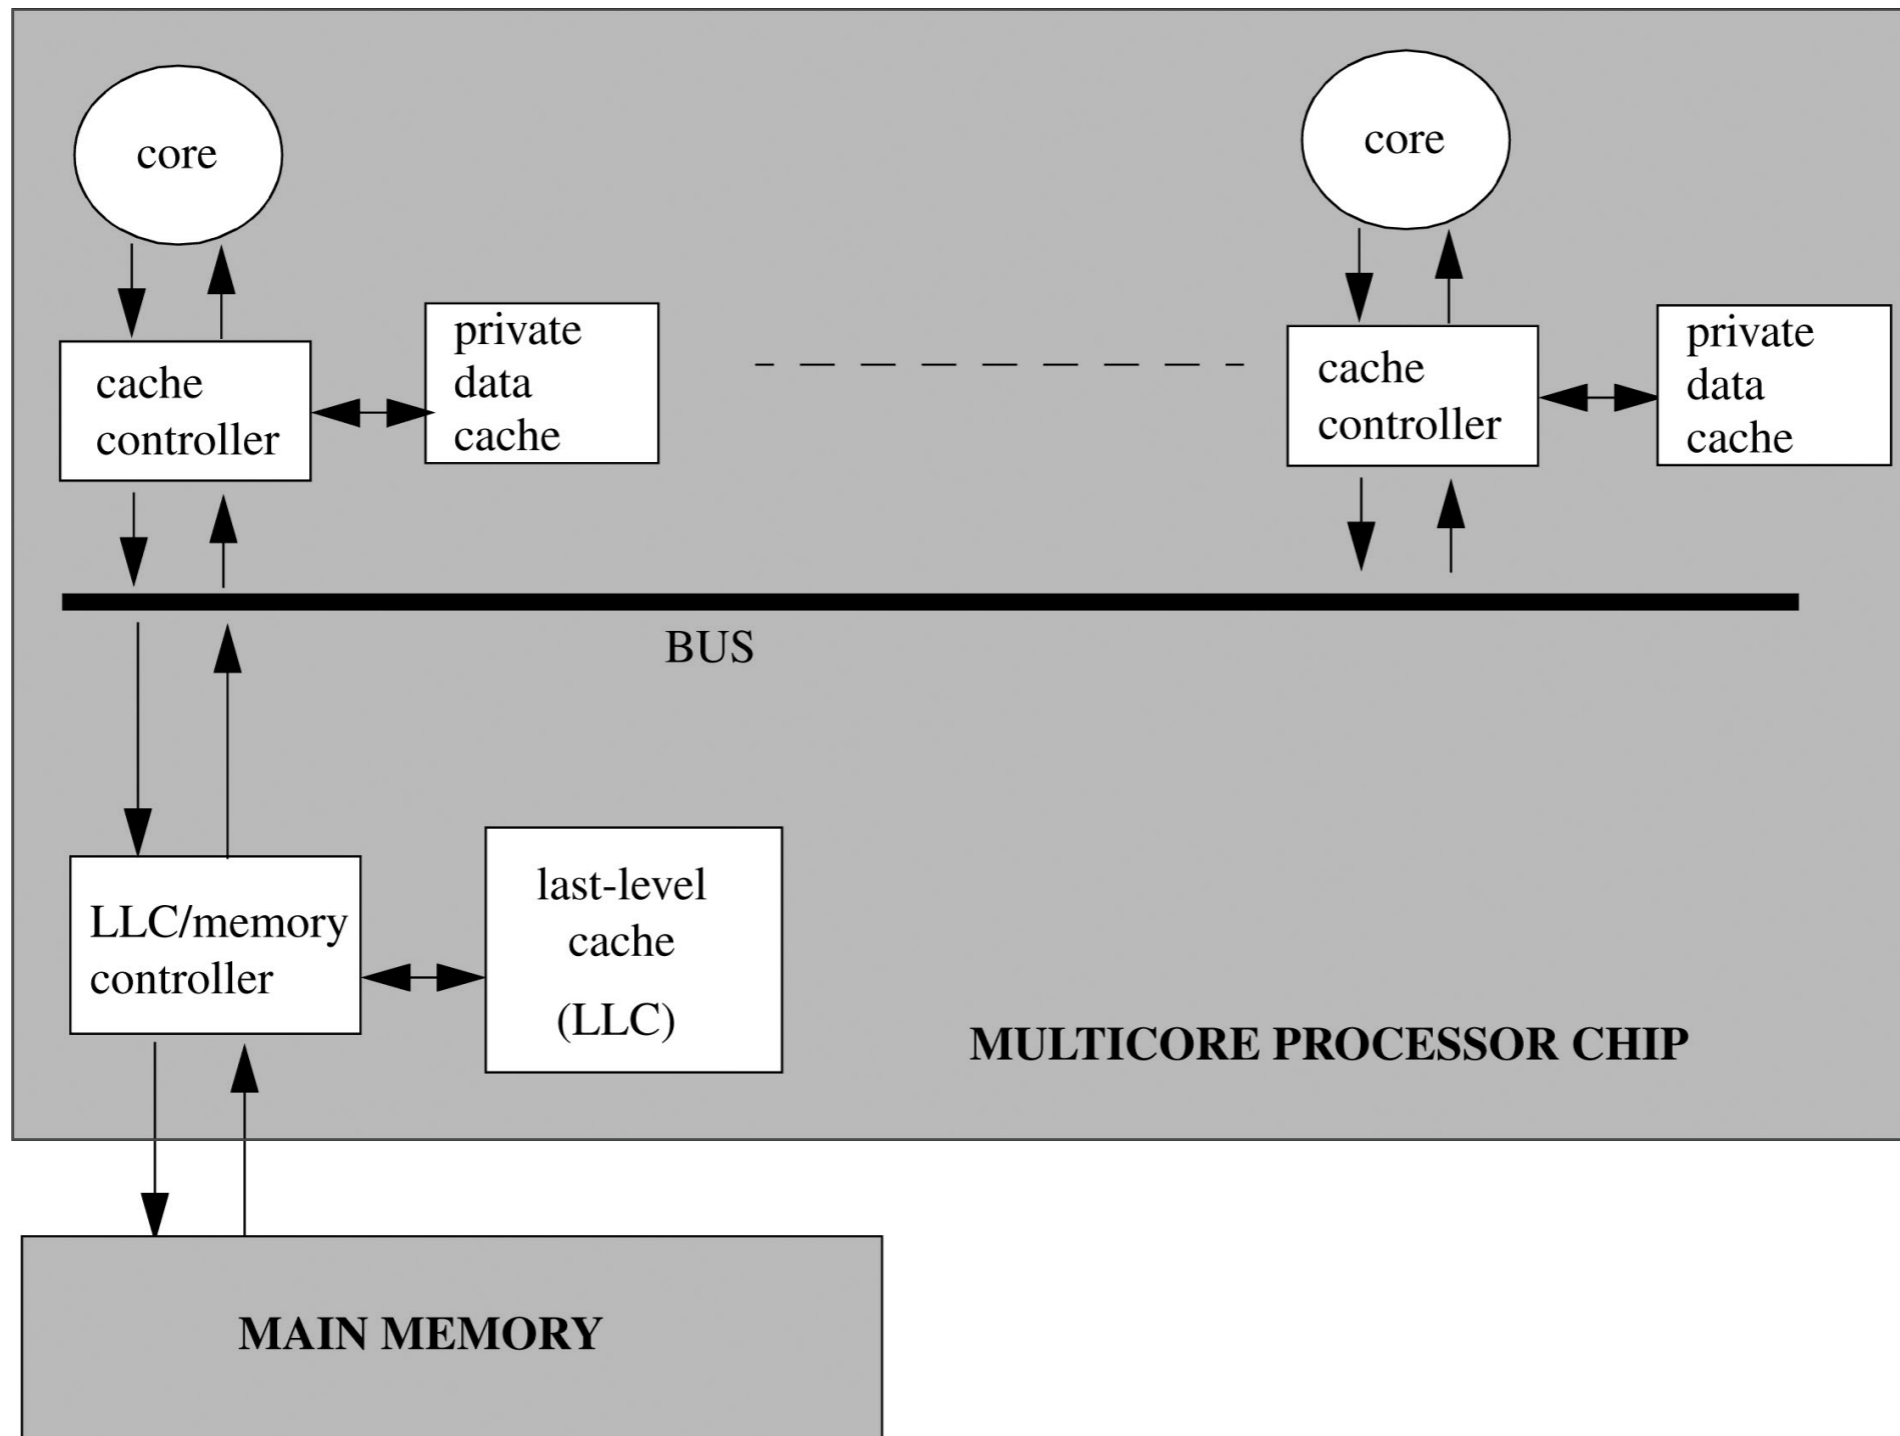 core
core
cache
controller
private
data
cache
cache
controller
private
data
cache
BUS
LLC/memory
controller
last-level
cache
(LLC)
MULTICORE PROCESSOR CHIP
MAIN MEMORY